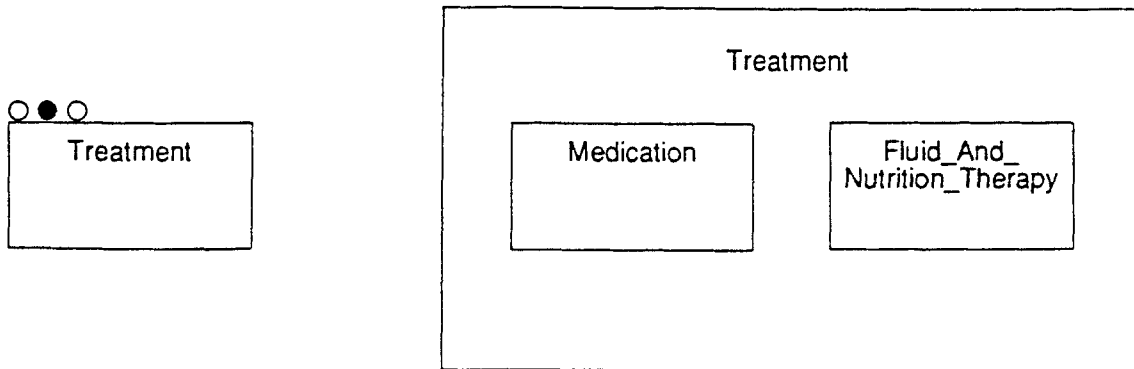 Treatment
Treatment
Medication
Fluid_And_
Nutrition_Therapy